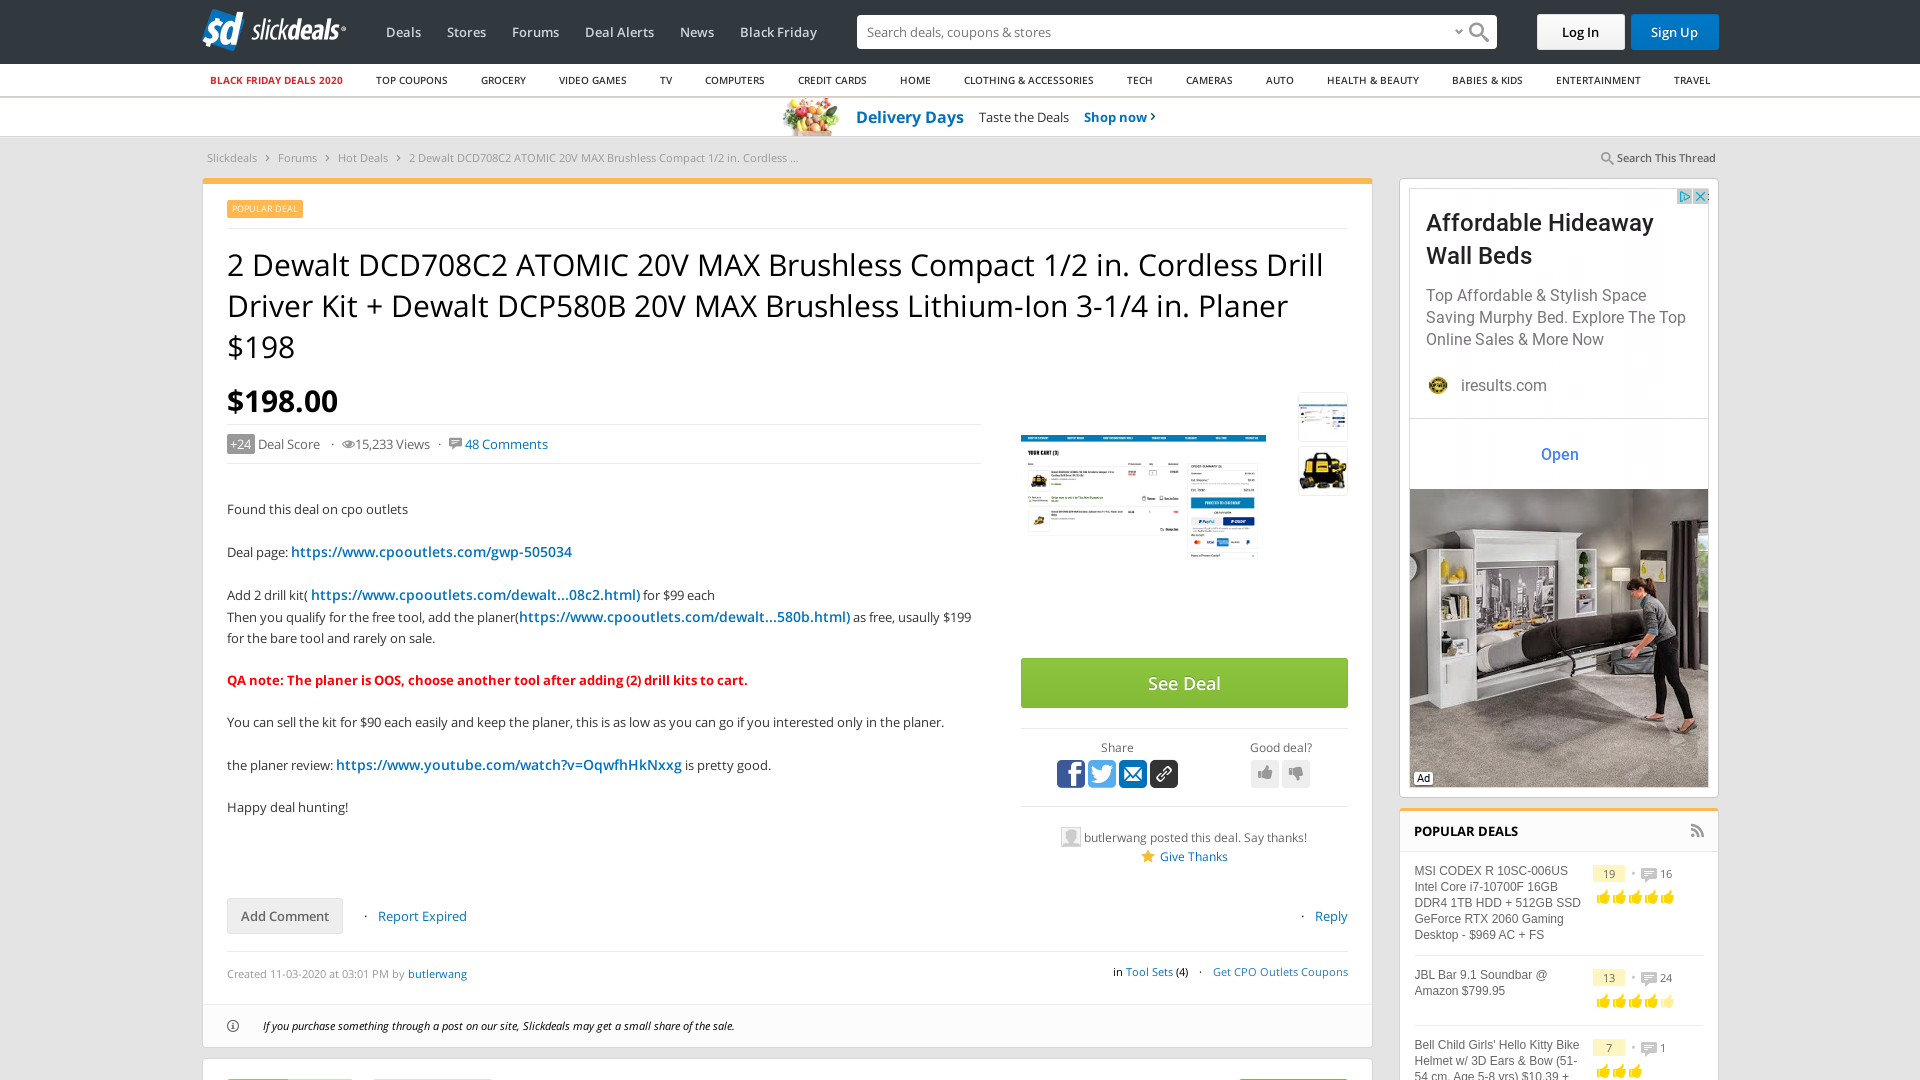 slickdeals
Deals
Stores
Forums
Deal Alerts
News
Black Friday
Search deals, coupons & stores
Log In
Sign Up
BLACK FRIDAY DEALS 2020
TOP COUPONS
GROCERY
VIDEO GAMES
TV
COMPUTERS
CREDIT CARDS
HOME
CLOTHING & ACCESSORIES
TECH
CAMERAS
AUTO
HEALTH & BEAUTY
BABIES & KIDS
ENTERTAINMENT
TRAVEL
Delivery Days Taste the Deals Shop now
Slickdeals > Forums > Hot Deals > 2 Dewalt DCD708C2 ATOMIC 20V MAX Brushless Compact 1/2 in. Cordless ...
Search This Thread
POPULAR DEAL
2 Dewalt DCD708C2 ATOMIC 20V MAX Brushless Compact 1/2 in. Cordless Drill
Driver Kit + Dewalt DCP580B 20V MAX Brushless Lithium-Ion 3-1/4 in. Planer
$198
$198.00
+24 Deal Score · 15,233 Views · 48 Comments
Found this deal on cpo outlets
Deal page: https://www.cpooutlets.com/gwp-505034
Add 2 drill kit( https://www.cpooutlets.com/dewalt...08c2.html) for $99 each
Then you qualify for the free tool, add the planer(https://www.cpooutlets.com/dewalt...580b.html) as free, usaully $199
for the bare tool and rarely on sale.
QA note: The planer is OOS, choose another tool after adding (2) drill kits to cart.
You can sell the kit for $90 each easily and keep the planer, this is as low as you can go if you interested only in the planer.
the planer review: https://www.youtube.com/watch?v=OqwfhHkNxxg is pretty good.
Happy deal hunting!
YOUR CART (3)
See Deal
Share
Good deal?
butlerwang posted this deal. Say thanks!
Give Thanks
Add Comment
· Report Expired
· Reply
Created 11-03-2020 at 03:01 PM by butlerwang
in Tool Sets (4) · Get CPO Outlets Coupons
If you purchase something through a post on our site, Slickdeals may get a small share of the sale.
Affordable Hideaway
Wall Beds
Top Affordable & Stylish Space
Saving Murphy Bed. Explore The Top
Online Sales & More Now
iresults.com
Open
Ad
POPULAR DEALS
MSI CODEX R 10SC-006US
Intel Core i7-10700F 16GB
DDR4 1TB HDD + 512GB SSD
GeForce RTX 2060 Gaming
Desktop - $969 AC + FS
19 · 16
JBL Bar 9.1 Soundbar @
Amazon $799.95
13 · 24
Bell Child Girls' Hello Kitty Bike
Helmet w/ 3D Ears & Bow (51-
54 cm, Age 5-8 yrs) $10.39 +
7 · 1